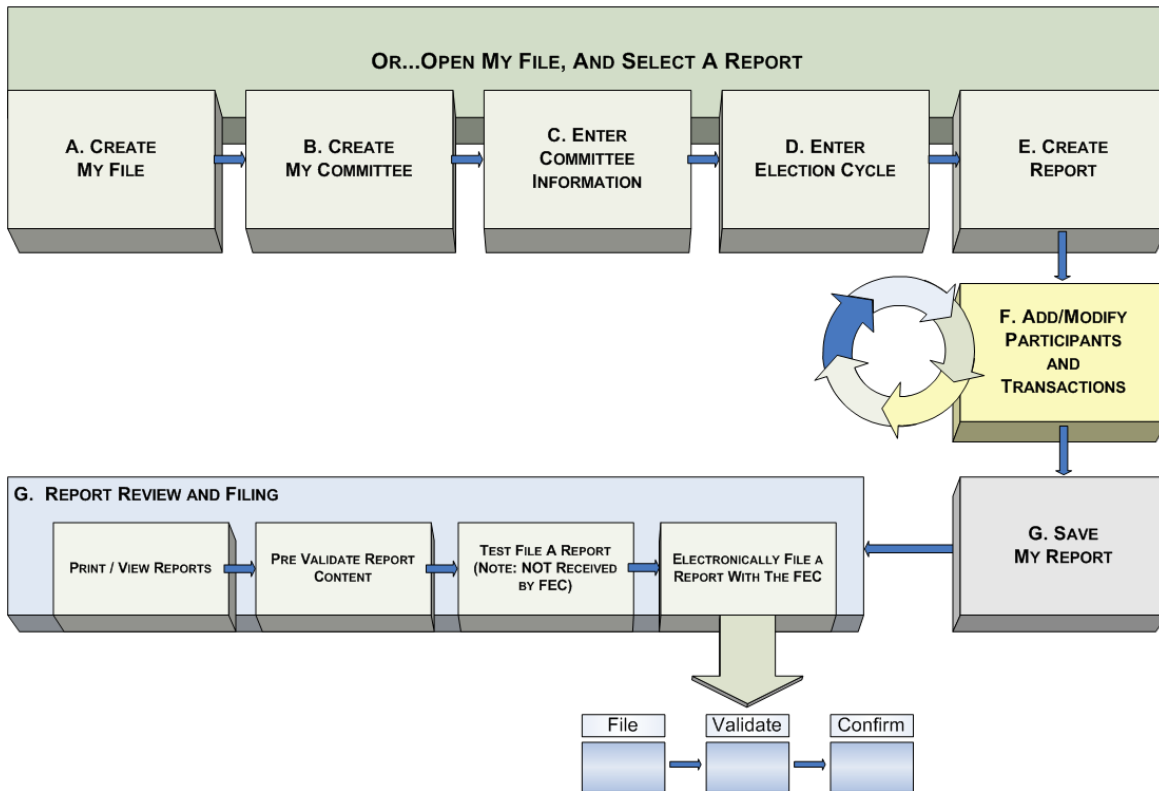 OR...OPEN MY FILE, AND SELECT A REPORT
A. CREATE
MY FILE
B. CREATE
MY COMMITTEE
C. ENTER
COMMITTEE
INFORMATION
D. ENTER
ELECTION CYCLE
E. CREATE
REPORT
F. ADD/MODIFY
PARTICIPANTS
AND
TRANSACTIONS
G. SAVE
MY REPORT
G. REPORT REVIEW AND FILING
PRINT / VIEW REPORTS
PRE VALIDATE REPORT
CONTENT
TEST FILE A REPORT
(NOTE: NOT RECEIVED
BY FEC)
ELECTRONICALLY FILE A
REPORT WITH THE FEC
File
Validate
Confirm